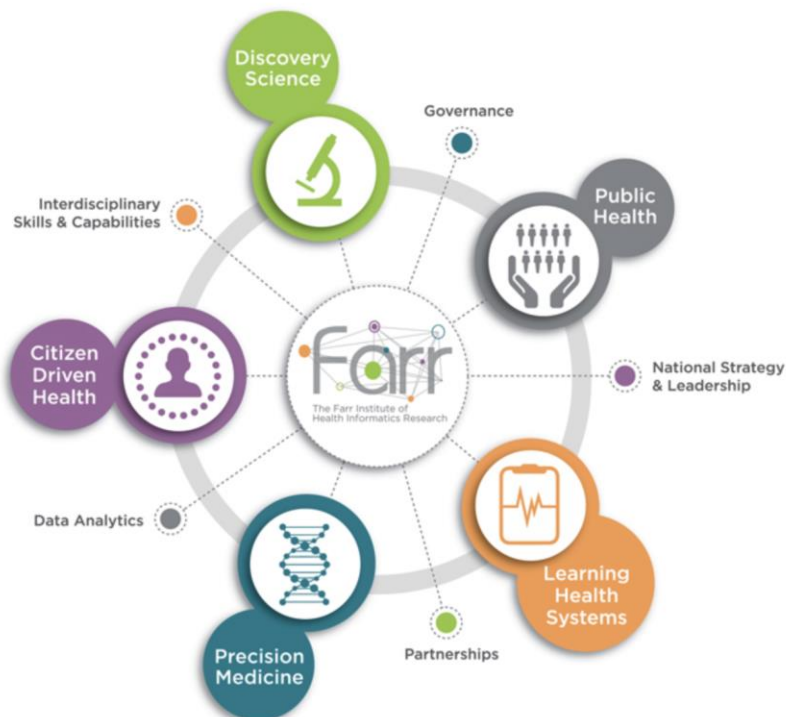 Discovery
Science
Governance
Public
Health
Interdisciplinary
Skills & Capabilities
Citizen
Driven
Health
Farr
The Farr Institute of
Health Informatics Research
National Strategy
& Leadership
Data Analytics
Learning
Health
Systems
Precision
Medicine
Partnerships